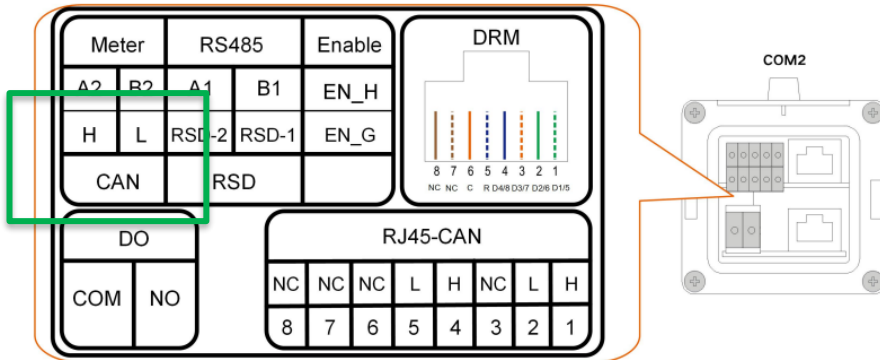 Meter RS485 Enable
A2 B2 A1 B1 EN_H
H L RSD-2 RSD-1 EN_G
CAN RSD
DRM
8 7 6 5 4 3 2 1
NC NC C R D4/8 D3/7 D2/6 D1/5
DO
COM NO
RJ45-CAN
NC NC NC L H NC L H
8 7 6 5 4 3 2 1
COM2